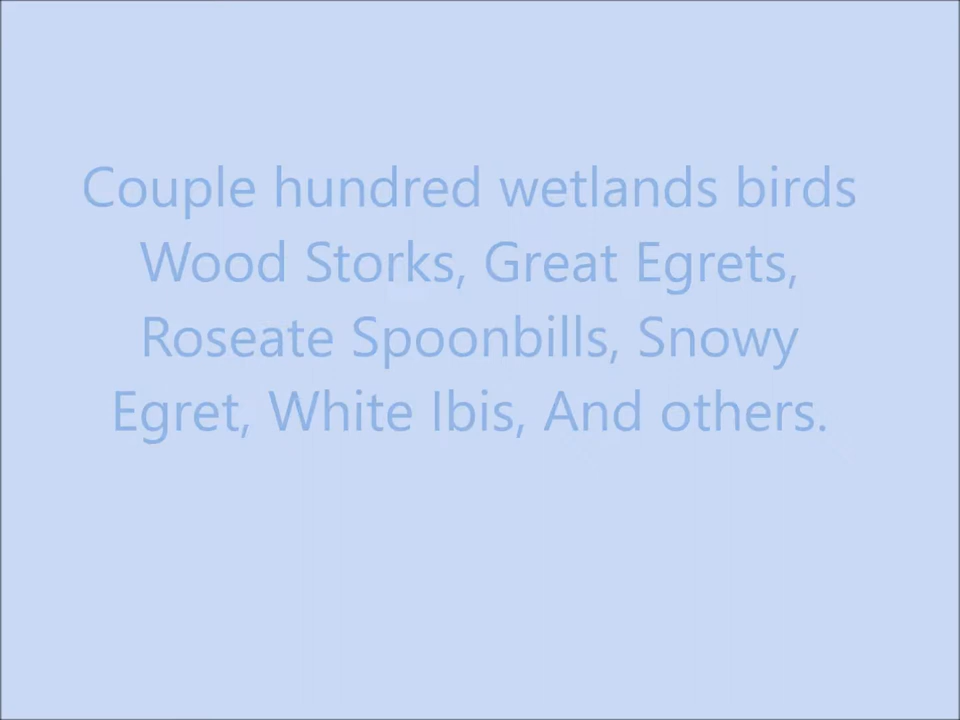 Couple hundred wetlands birds
Wood Storks, Great Egrets,
Roseate Spoonbills, Snowy
Egret, White Ibis, And others.